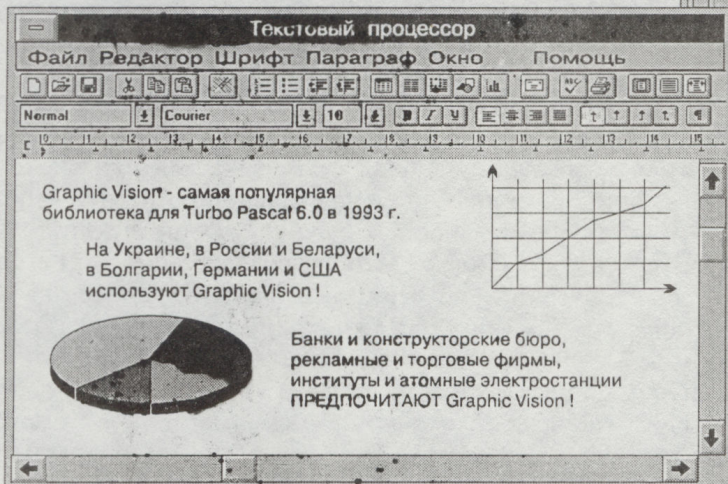 Текстовый процессор
Файл Редактор Шрифт Параграф Окно Помощь
Normal Courier 10 B I U
Graphic Vision - самая популярная
библиотека для Turbo Pascal 6.0 в 1993 г.
На Украине, в России и Беларуси,
в Болгарии, Германии и США
используют Graphic Vision !
Банки и конструкторские бюро,
рекламные и торговые фирмы,
институты и атомные электростанции
ПРЕДПОЧИТАЮТ Graphic Vision !